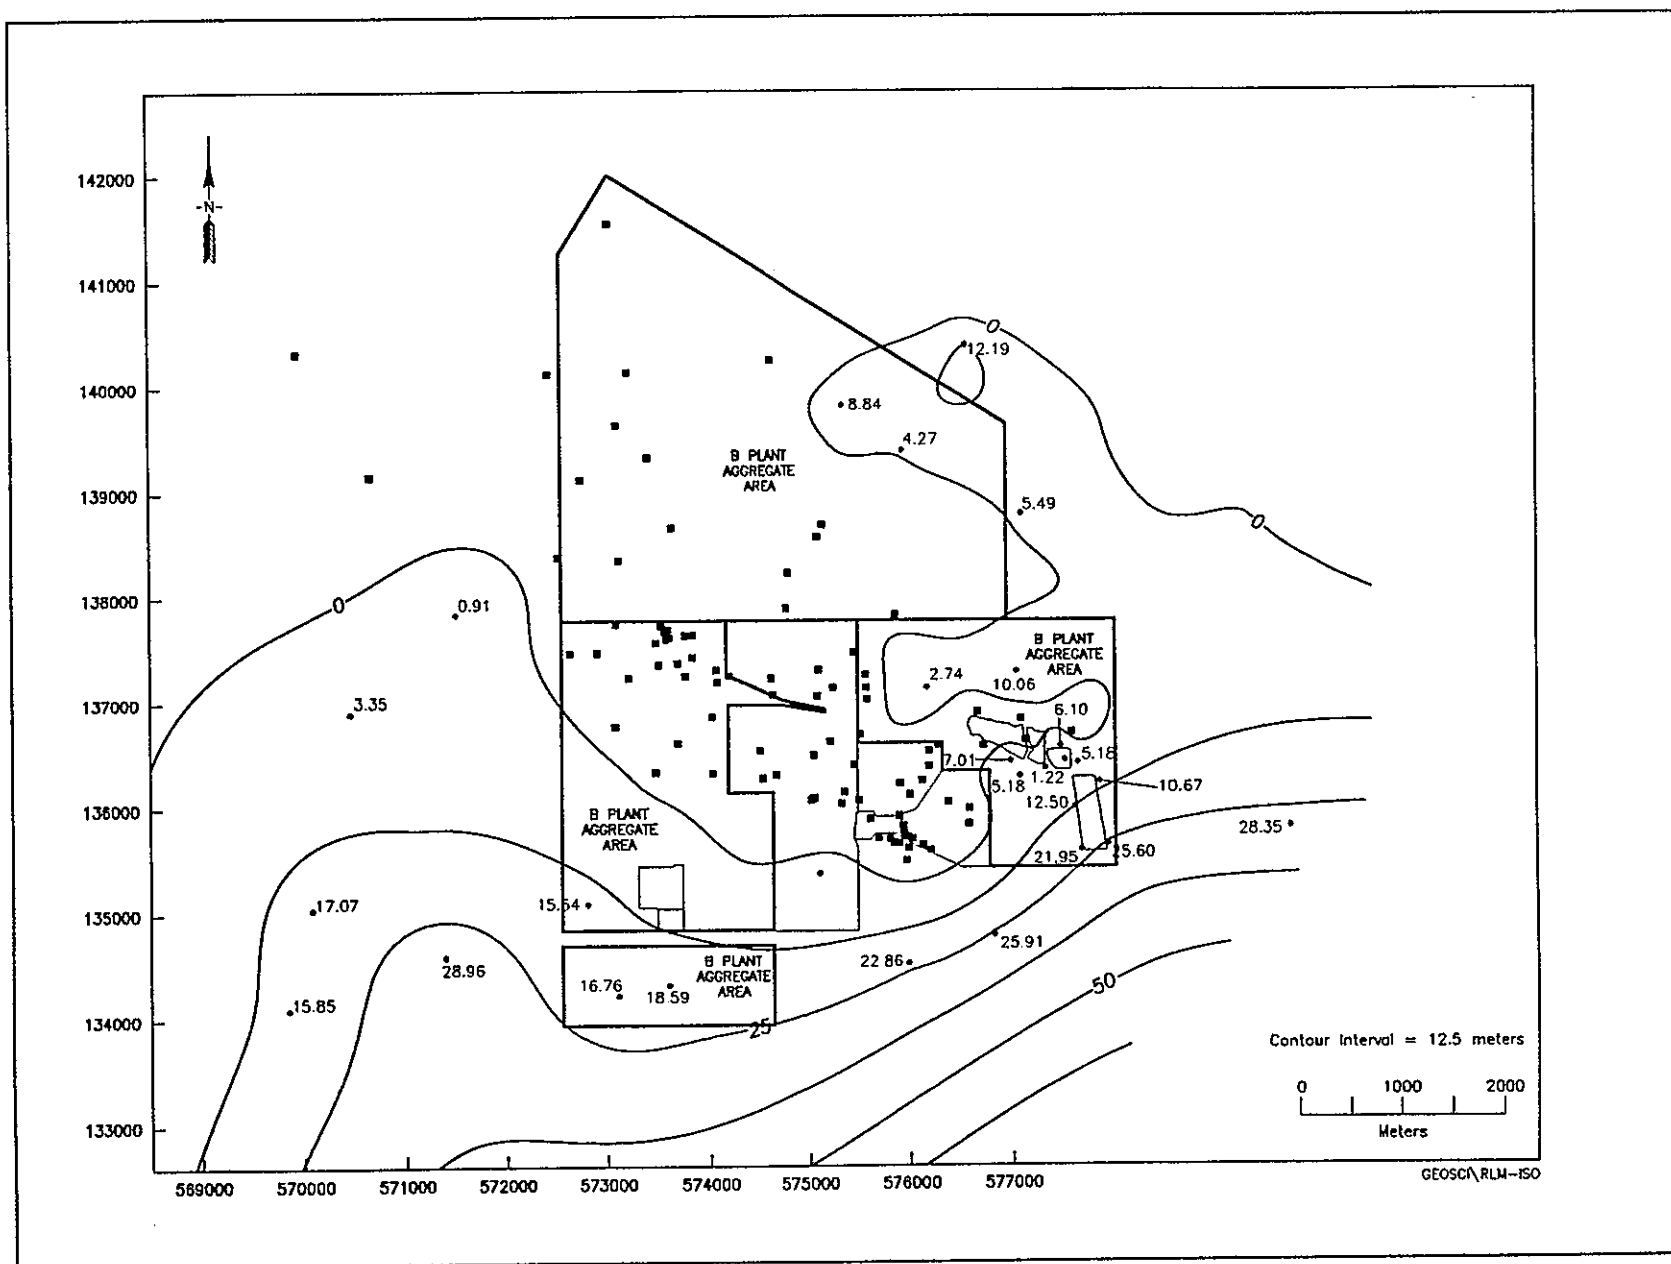 142000
-N-
141000
0
12.19
140000
8.84
4.27
B PLANT
AGGREGATE
AREA
139000
5.49
0
138000
0
0.91
B PLANT
AGGREGATE
AREA
2.74
10.06
137000
3.35
6.10
7.01
5.18
5.18
1.22
10.67
12.50
136000
B PLANT
AGGREGATE
AREA
28.35
21.95
25.60
135000
17.07
15.54
25.91
22.86
28.96
B PLANT
AGGREGATE
AREA
16.76
18.59
50
15.85
134000
25
Contour Interval = 12.5 meters
0 1000 2000
Meters
133000
GEOSCI\RLM-ISO
569000 570000 571000 572000 573000 574000 575000 576000 577000